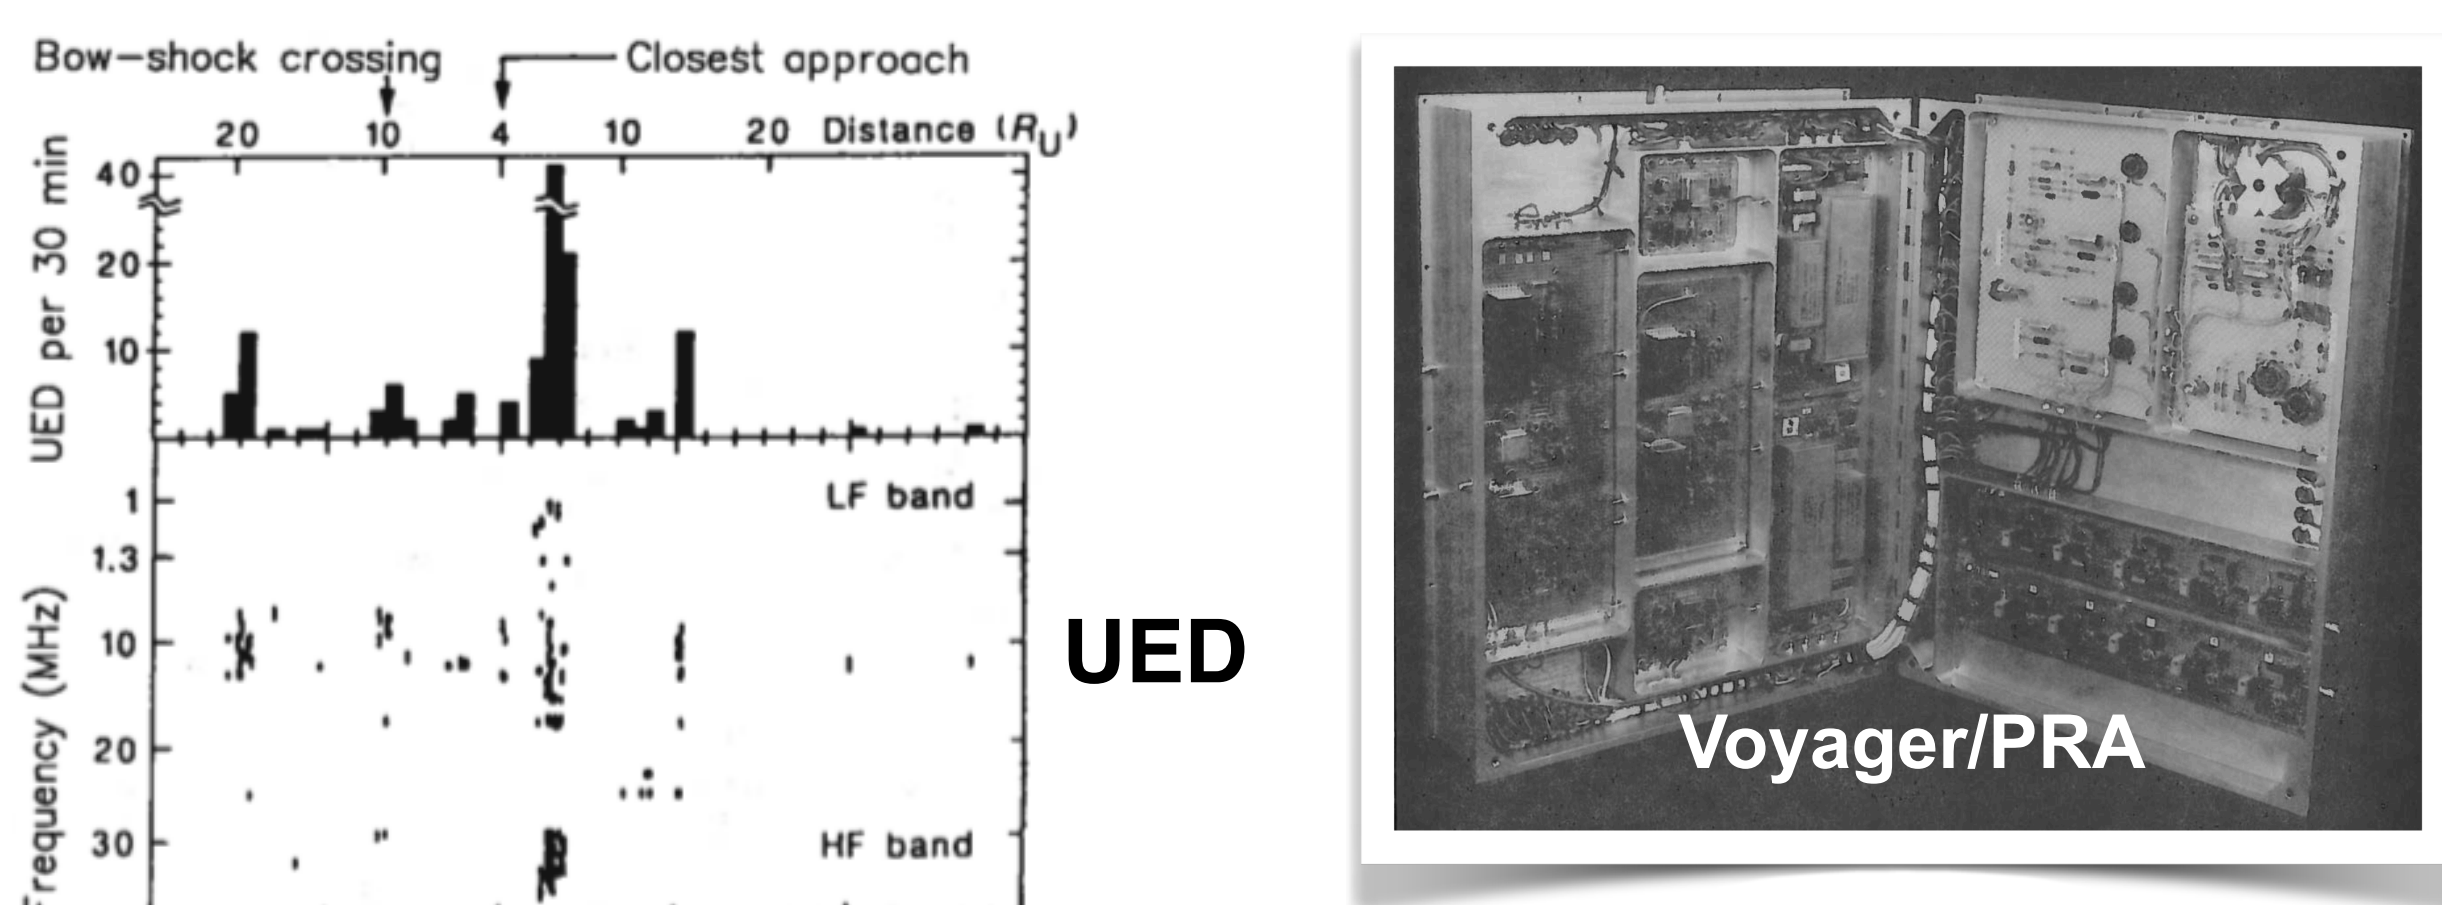 Bow-shock crossing
Closest approach
20 10 4 10 20 Distance (RU)
UED per 30 min
40
20
10
LF band
HF band
Frequency (MHz)
1
1.3
10
20
30
UED
Voyager/PRA